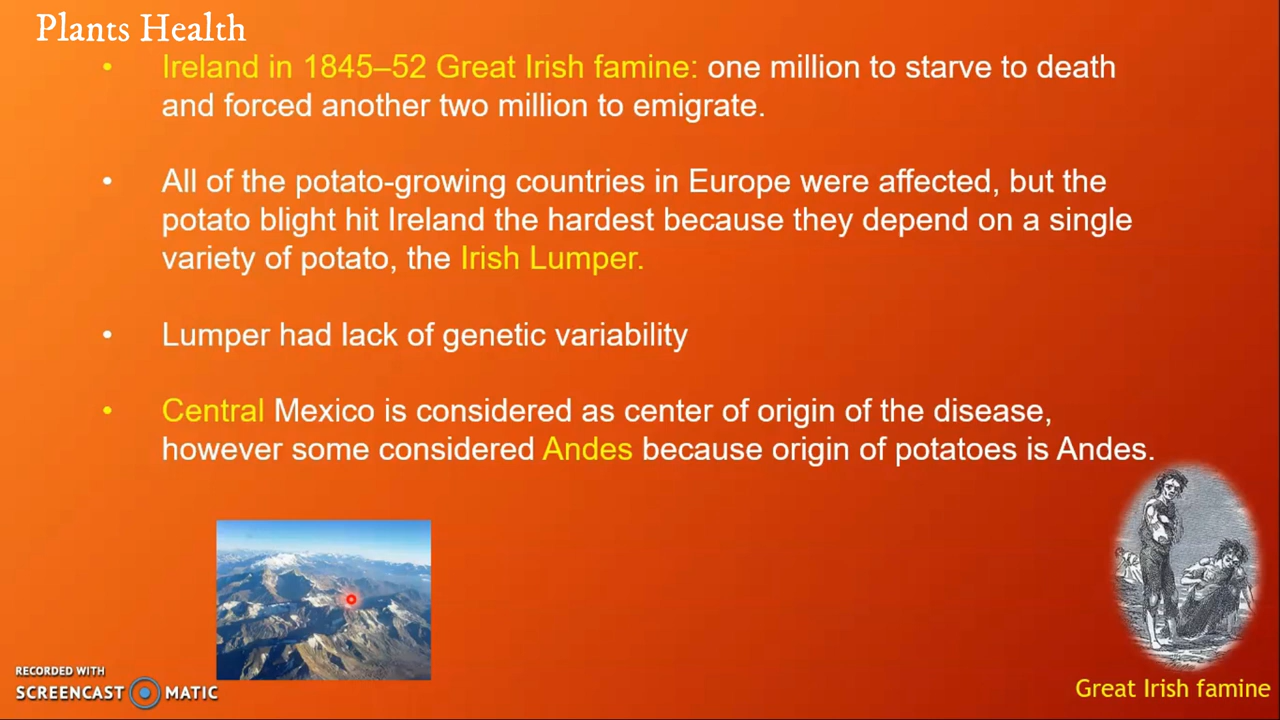 Plants Health
• Ireland in 1845–52 Great Irish famine: one million to starve to death
and forced another two million to emigrate.
• All of the potato-growing countries in Europe were affected, but the
potato blight hit Ireland the hardest because they depend on a single
variety of potato, the Irish Lumper.
• Lumper had lack of genetic variability
• Central Mexico is considered as center of origin of the disease,
however some considered Andes because origin of potatoes is Andes.
RECORDED WITH
SCREENCAST MATIC
Great Irish famine